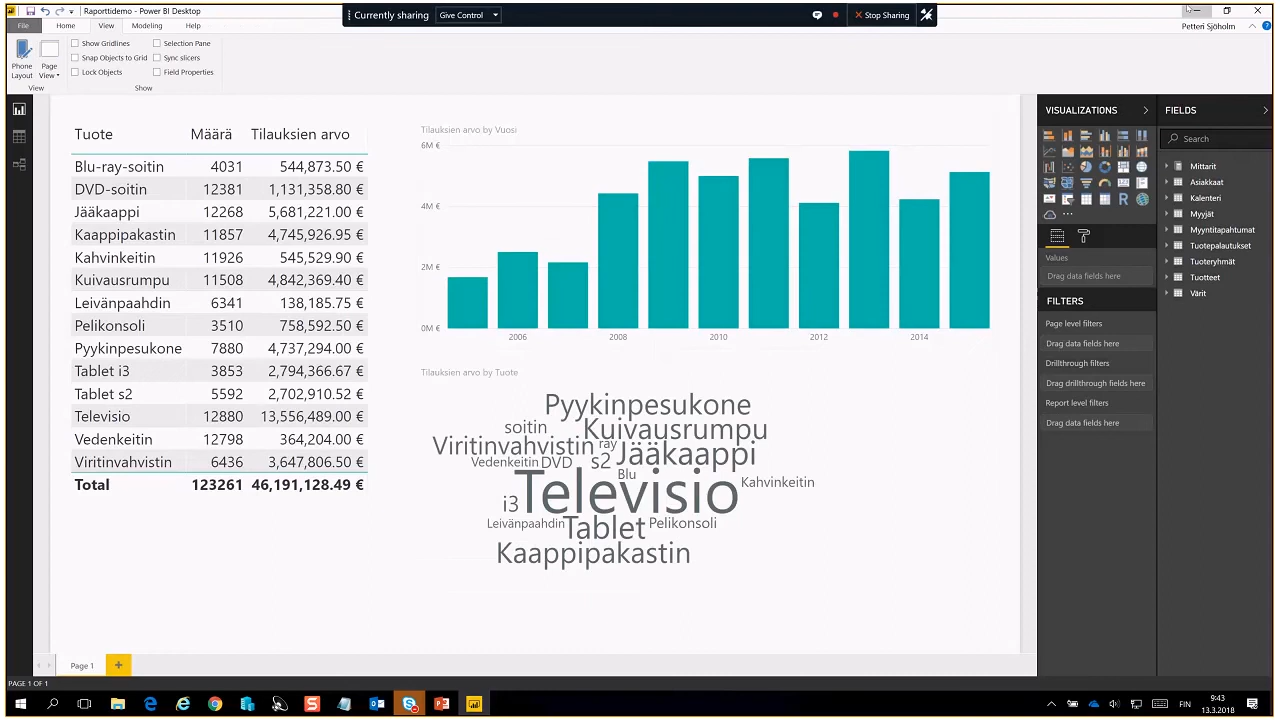 Raporttidemo - Power BI Desktop
Currently sharing
Give Control
Stop Sharing
Petteri Sjöholm
File
Home
View
Modeling
Help
Show Gridlines
Selection Pane
Snap Objects to Grid
Sync slicers
Lock Objects
Field Properties
Phone Layout
Page View
View
Show
Tuote Määrä Tilauksien arvo
Blu-ray-soitin 4031 544,873.50 €
DVD-soitin 12381 1,131,358.80 €
Jääkaappi 12268 5,681,221.00 €
Kaappipakastin 11857 4,745,926.95 €
Kahvinkeitin 11926 545,529.90 €
Kuivausrumpu 11508 4,842,369.40 €
Leivänpaahdin 6341 138,185.75 €
Pelikonsoli 3510 758,592.50 €
Pyykinpesukone 7880 4,737,294.00 €
Tablet i3 3853 2,794,366.67 €
Tablet s2 5592 2,702,910.52 €
Televisio 12880 13,556,489.00 €
Vedenkeitin 12798 364,204.00 €
Viritinvahvistin 6436 3,647,806.50 €
Total 123261 46,191,128.49 €
Tilauksien arvo by Vuosi
6M €
4M €
2M €
0M €
2006 2008 2010 2012 2014
Tilauksien arvo by Tuote
Pyykinpesukone
soitin Kuivausrumpu
Viritinvahvistin ray Jääkaappi
Vedenkeitin DVD s2 Blu
Kahvinkeitin
i3 Televisio
Leivänpaahdin Tablet Pelikonsoli
Kaappipakastin
VISUALIZATIONS
R
Values
Drag data fields here
FILTERS
Page level filters
Drag data fields here
Drillthrough filters
Drag drillthrough fields here
Report level filters
Drag data fields here
FIELDS
Search
Mittarit
Asiakkaat
Kalenteri
Myyjät
Myyntitapahtumat
Tuotepalautukset
Tuoteryhmät
Tuotteet
Värit
Page 1
PAGE 1 OF 1
FIN
9:43
13.3.2018